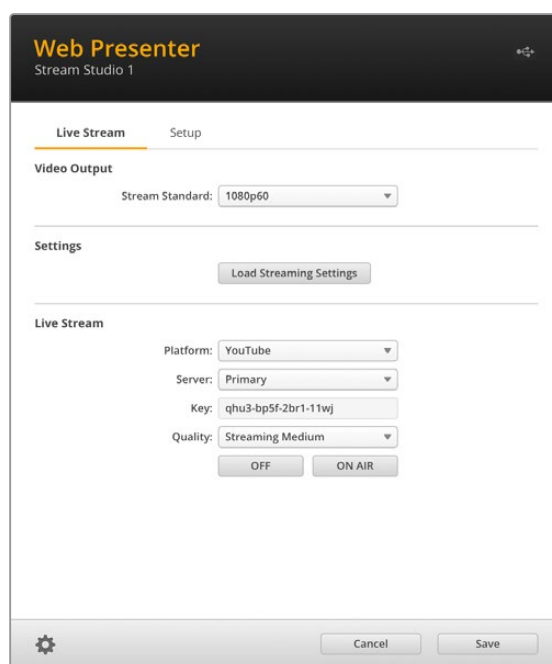 Web Presenter
Stream Studio 1
Live Stream Setup
Video Output
Stream Standard: 1080p60
Settings
Load Streaming Settings
Live Stream
Platform: YouTube
Server: Primary
Key: qhu3-bp5f-2br1-11wj
Quality: Streaming Medium
OFF ON AIR
Cancel Save